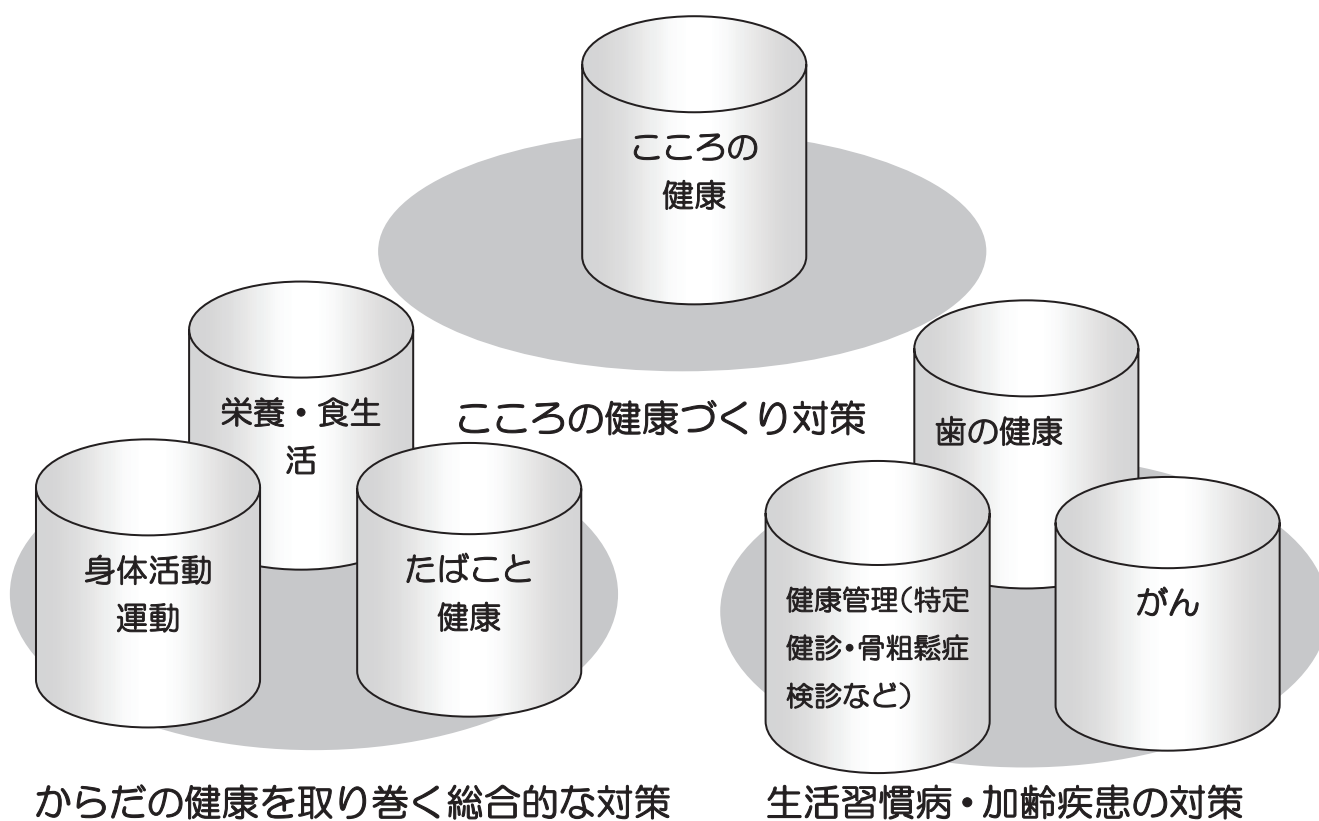 こころの
健康
こころの健康づくり対策
栄養・食生
活
身体活動
運動
たばこと
健康
からだの健康を取り巻く総合的な対策
歯の健康
健康管理(特定
健診・骨粗鬆症
検診など)
がん
生活習慣病・加齢疾患の対策